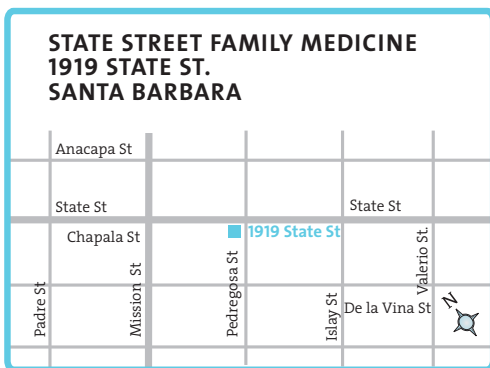 STATE STREET FAMILY MEDICINE
1919 STATE ST.
SANTA BARBARA
Anacapa St
State St
State St
Chapala St
1919 State St
Padre St
Mission St
Pedregosa St
Islay St
Valerio St.
De la Vina St
N